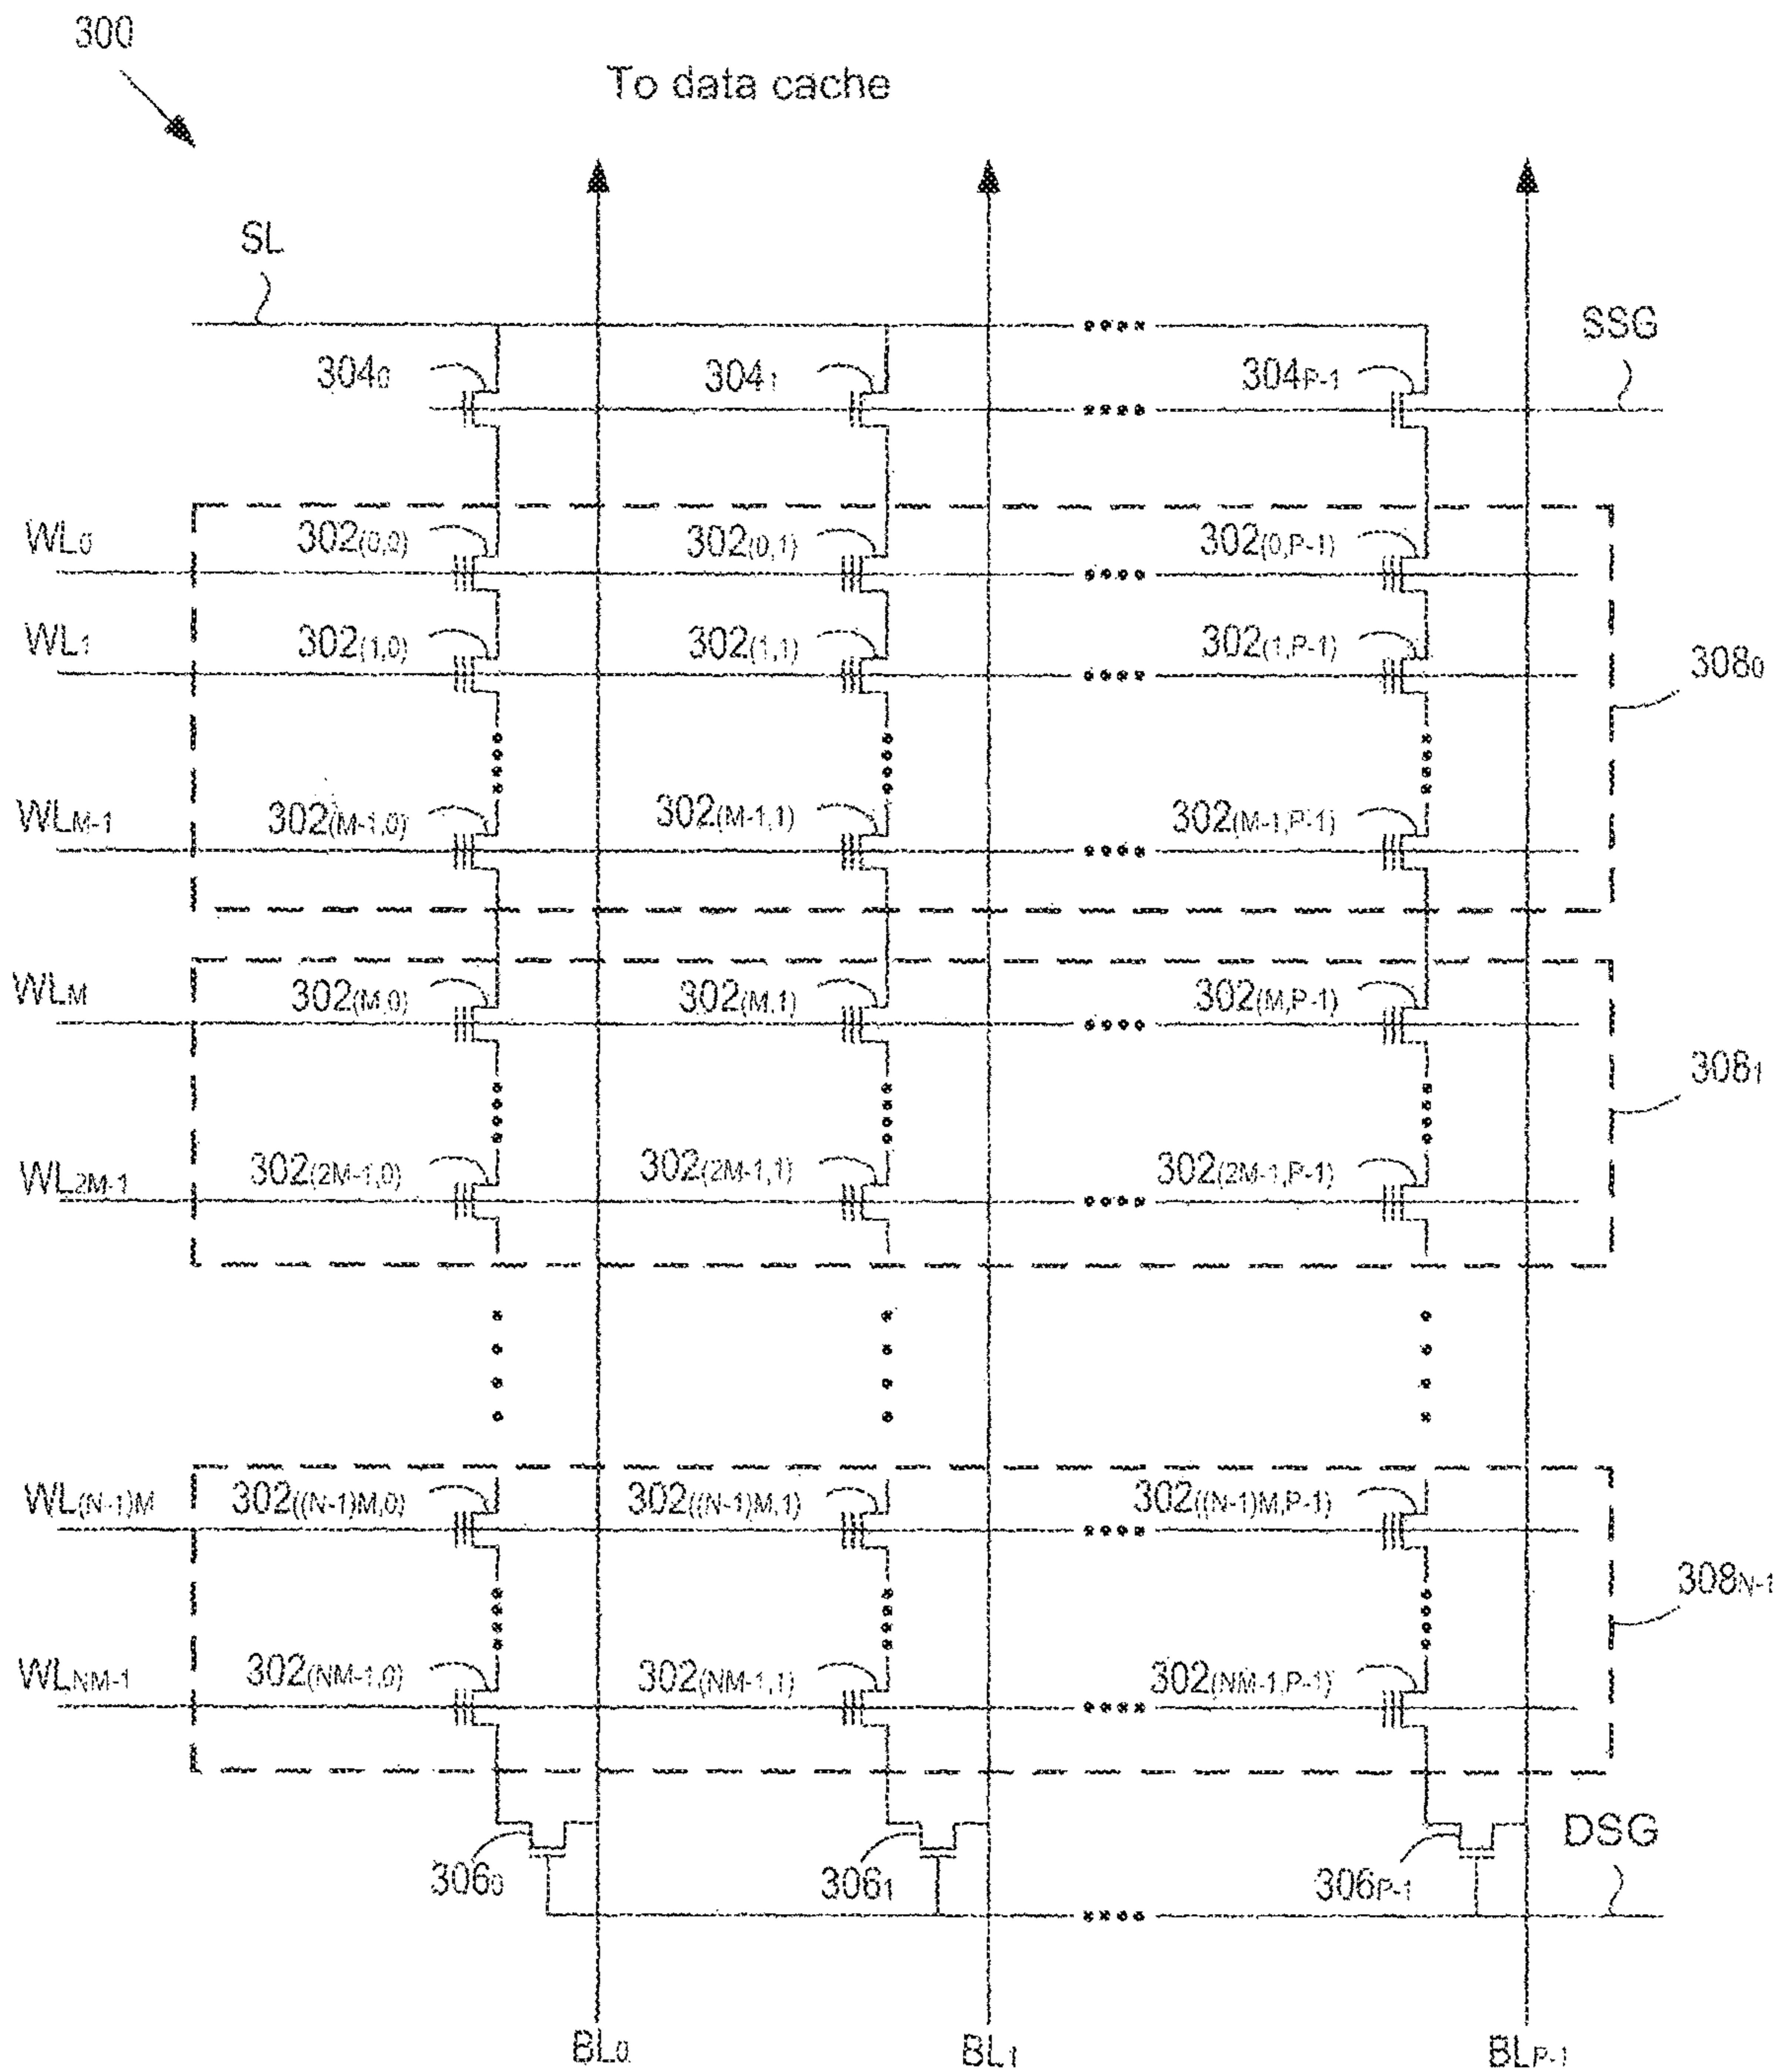 300
To data cache
SL
SSG
304₀ 304₁ 304P-1
WL₀ 302(0,0) 302(0,1) 302(0,P-1)
WL₁ 302(1,0) 302(1,1) 302(1,P-1)
308₀
WLM-1 302(M-1,0) 302(M-1,1) 302(M-1,P-1)
WLM 302(M,0) 302(M,1) 302(M,P-1)
308₁
WL2M-1 302(2M-1,0) 302(2M-1,1) 302(2M-1,P-1)
WL(N-1)M 302((N-1)M,0) 302((N-1)M,1) 302((N-1)M,P-1)
308N-1
WLNM-1 302(NM-1,0) 302(NM-1,1) 302(NM-1,P-1)
DSG
306₀ 306₁ 306P-1
BL₀ BL₁ BLP-1